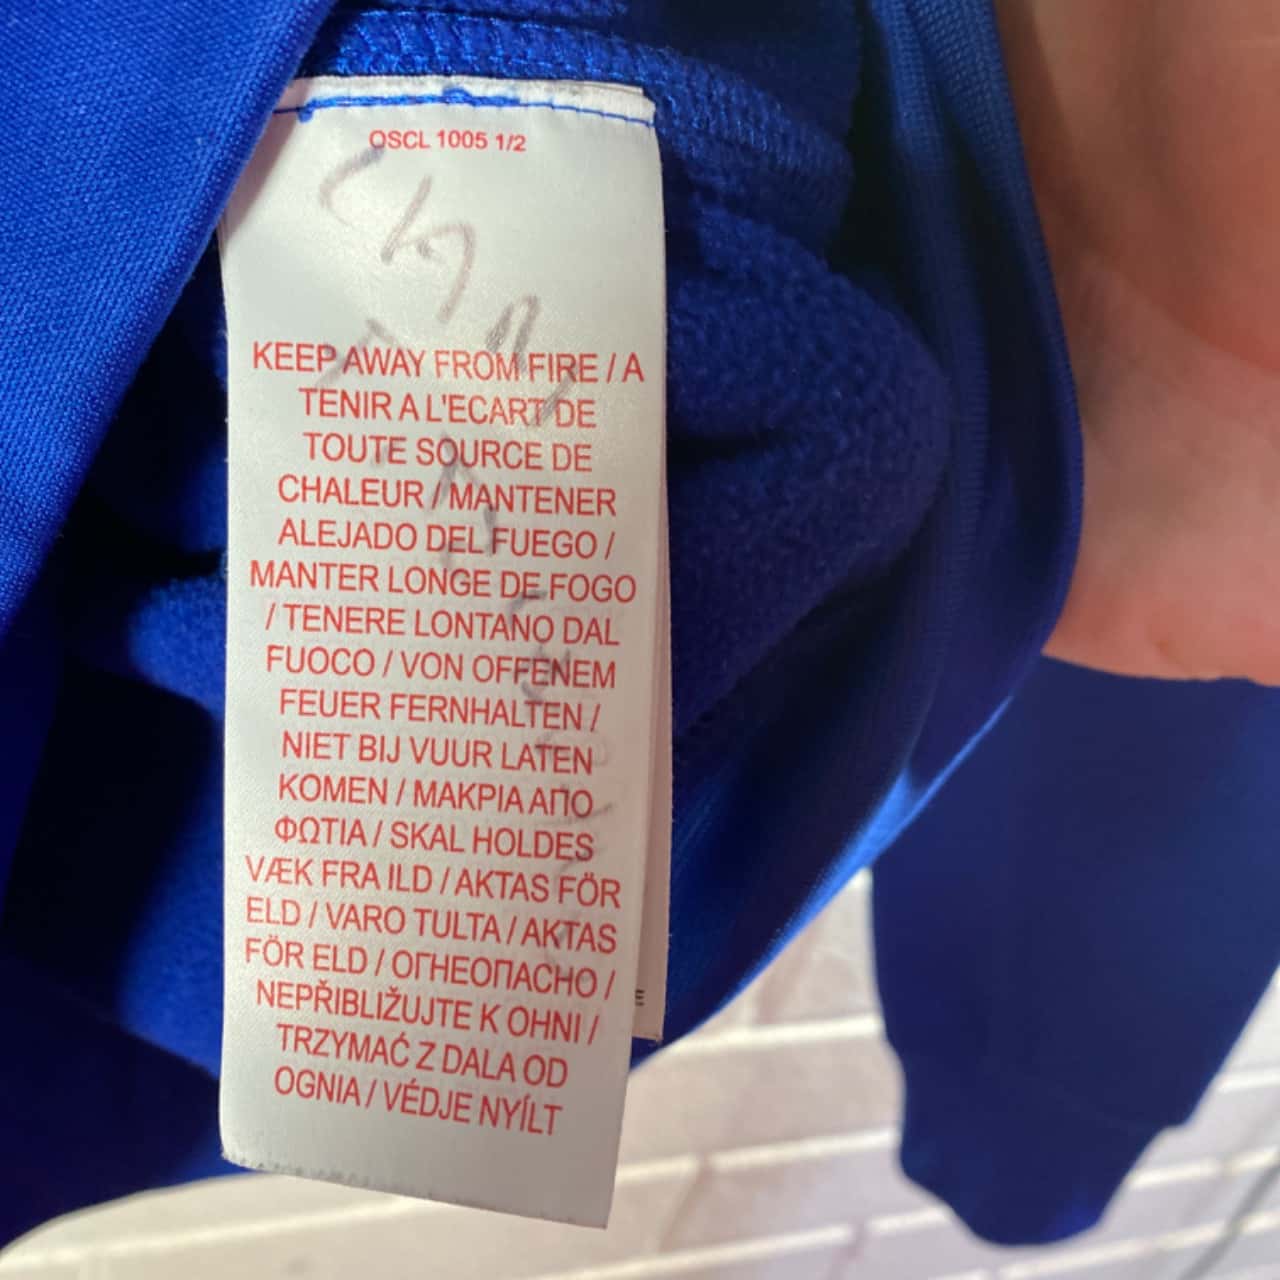 OSCL 1005 1/2
KEEP AWAY FROM FIRE / A
TENIR A L'ECART DE
TOUTE SOURCE DE
CHALEUR / MANTENER
ALEJADO DEL FUEGO /
MANTER LONGE DE FOGO
/ TENERE LONTANO DAL
FUOCO / VON OFFENEM
FEUER FERNHALTEN /
NIET BIJ VUUR LATEN
KOMEN / ΜΑΚΡΙΑ ΑΠΟ
ΦΩΤΙΑ / SKAL HOLDES
VÆK FRA ILD / AKTAS FÖR
ELD / VARO TULTA / AKTAS
FÖR ELD / ОГНЕОПАСНО /
NEPŘIBLIŽUJTE K OHNI /
TRZYMAĆ Z DALA OD
OGNIA / VÉDJE NYÍLT